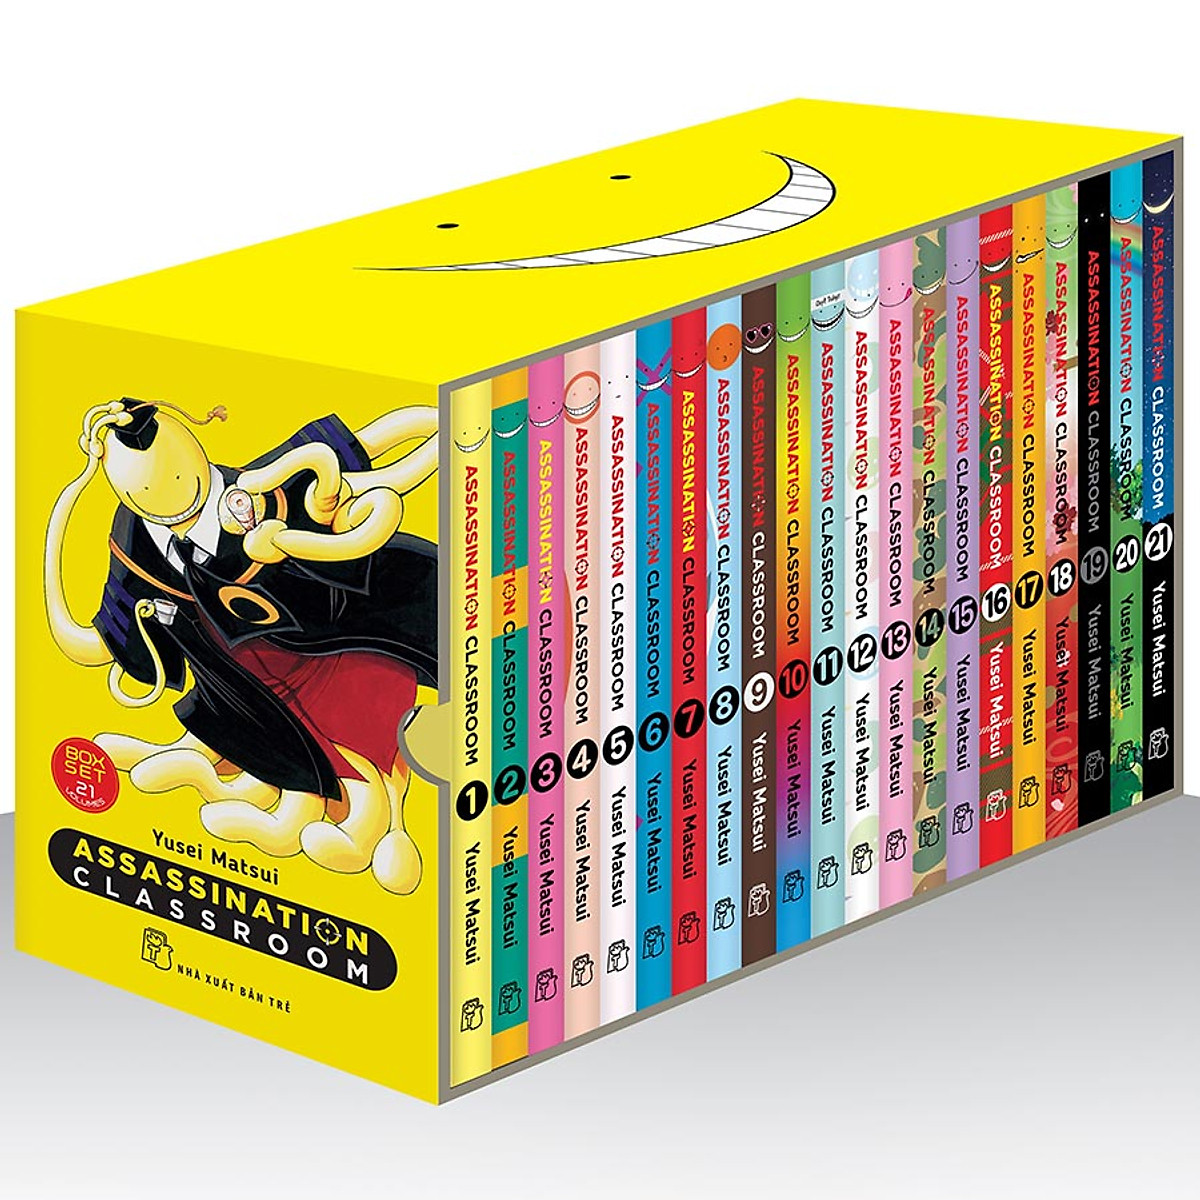 BOX
SET
21
VOLUMES
Yusei Matsui
ASSASSINATION
CLASSROOM
NHÀ XUẤT BẢN TRẺ
ASSASSINATION CLASSROOM 1 Yusei Matsui
ASSASSINATION CLASSROOM 2 Yusei Matsui
ASSASSINATION CLASSROOM 3 Yusei Matsui
ASSASSINATION CLASSROOM 4 Yusei Matsui
ASSASSINATION CLASSROOM 5 Yusei Matsui
ASSASSINATION CLASSROOM 6 Yusei Matsui
ASSASSINATION CLASSROOM 7 Yusei Matsui
ASSASSINATION CLASSROOM 8 Yusei Matsui
ASSASSINATION CLASSROOM 9 Yusei Matsui
ASSASSINATION CLASSROOM 10 Yusei Matsui
ASSASSINATION CLASSROOM 11 Yusei Matsui
ASSASSINATION CLASSROOM 12 Yusei Matsui
ASSASSINATION CLASSROOM 13 Yusei Matsui
ASSASSINATION CLASSROOM 14 Yusei Matsui
ASSASSINATION CLASSROOM 15 Yusei Matsui
ASSASSINATION CLASSROOM 16 Yusei Matsui
ASSASSINATION CLASSROOM 17 Yusei Matsui
ASSASSINATION CLASSROOM 18 Yusei Matsui
ASSASSINATION CLASSROOM 19 Yusei Matsui
ASSASSINATION CLASSROOM 20 Yusei Matsui
ASSASSINATION CLASSROOM 21 Yusei Matsui